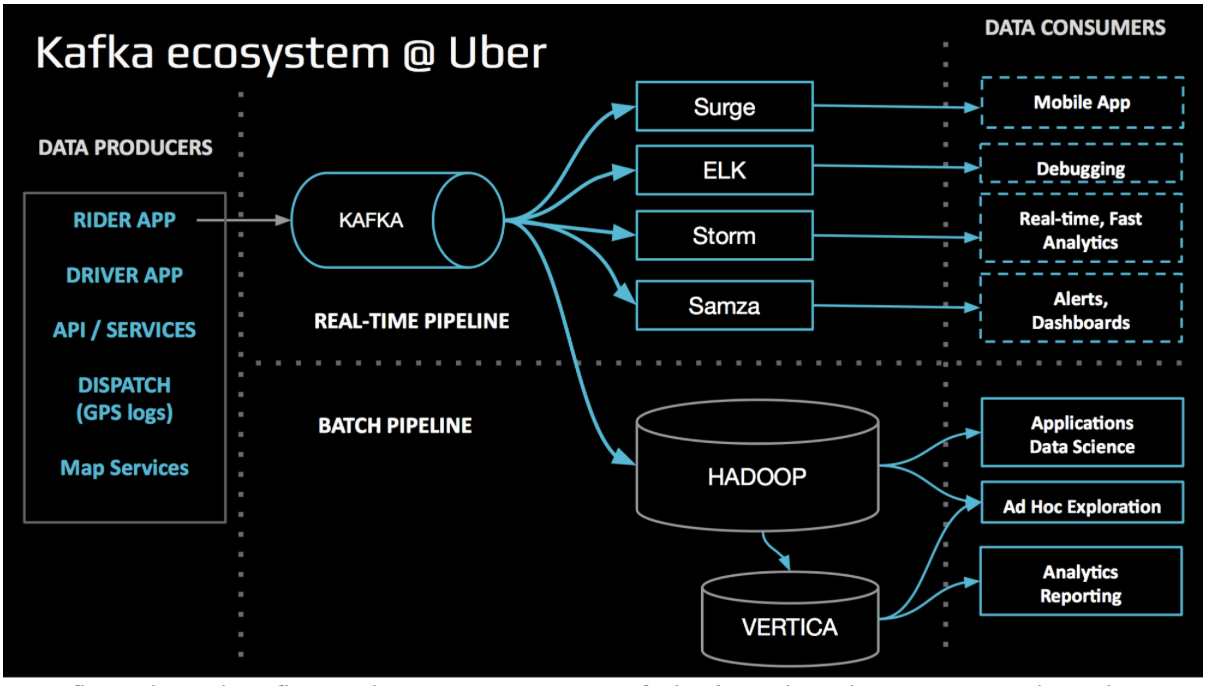 Kafka ecosystem @ Uber
DATA PRODUCERS
RIDER APP
DRIVER APP
API / SERVICES
DISPATCH
(GPS logs)
Map Services
KAFKA
REAL-TIME PIPELINE
Surge
ELK
Storm
Samza
DATA CONSUMERS
Mobile App
Debugging
Real-time, Fast
Analytics
Alerts,
Dashboards
BATCH PIPELINE
HADOOP
VERTICA
Applications
Data Science
Ad Hoc Exploration
Analytics
Reporting